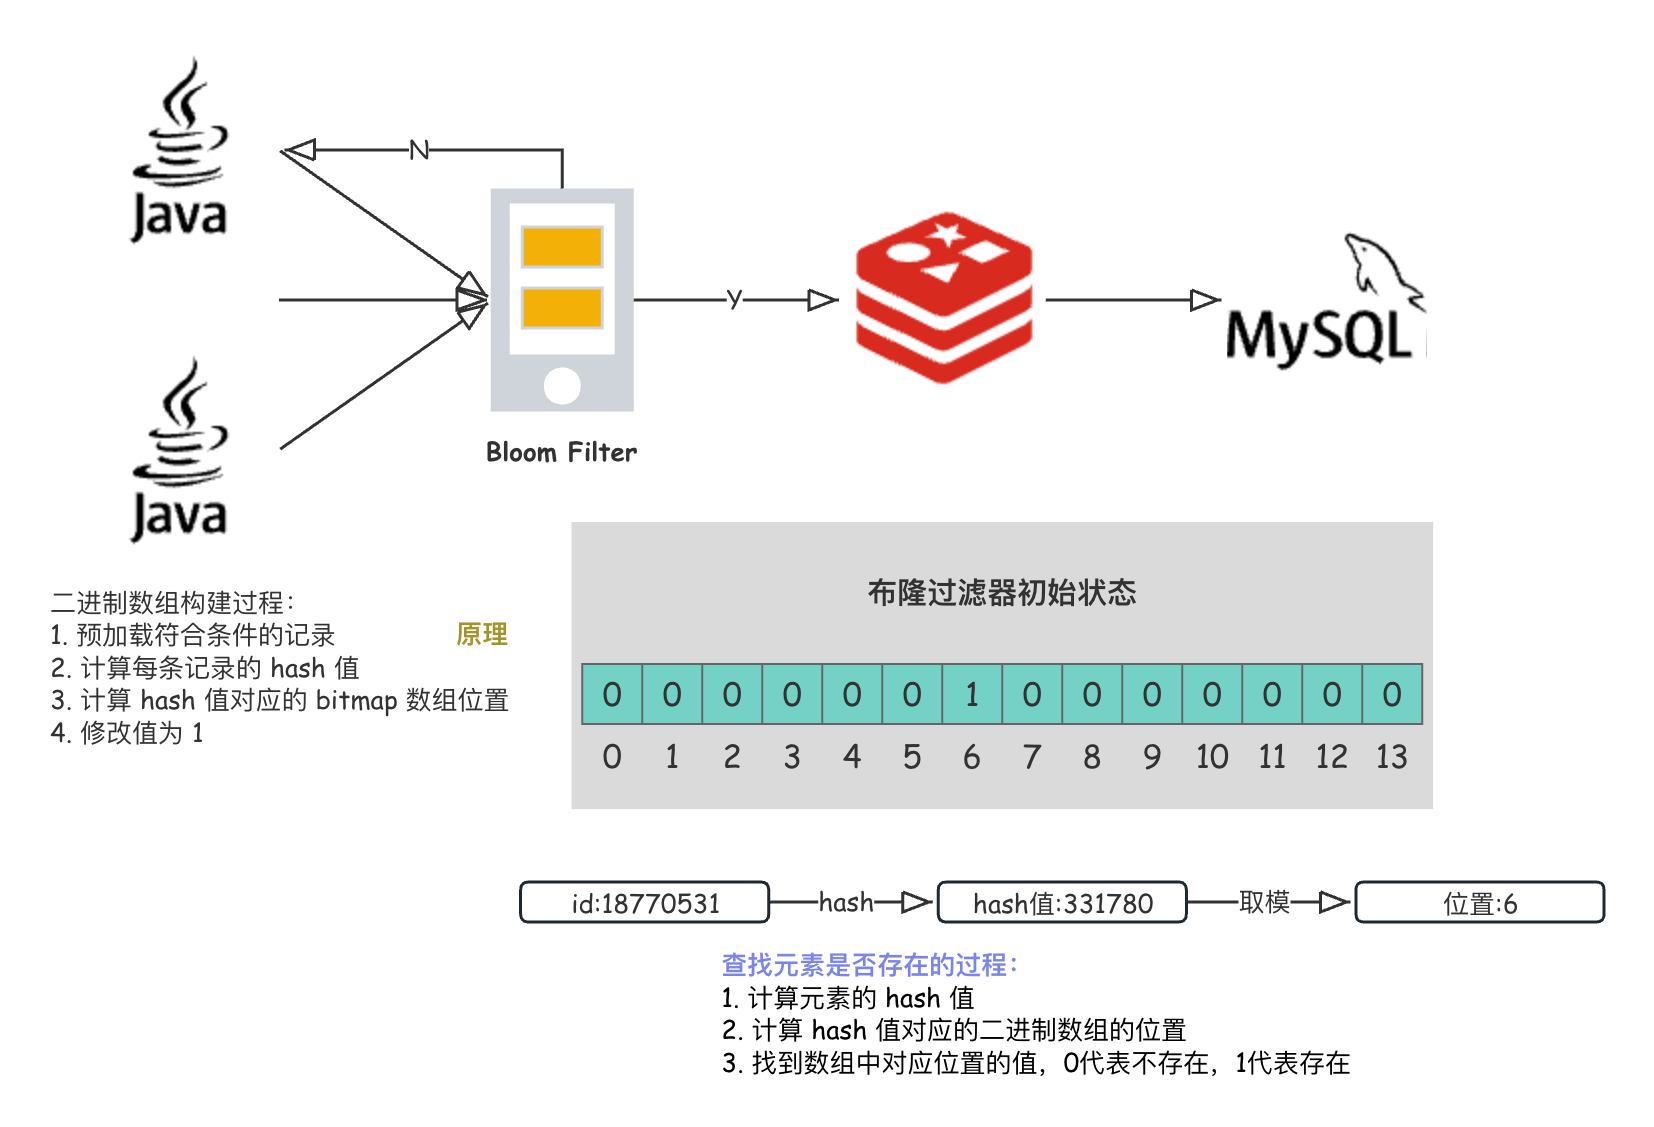 Java
N
Y
MySQL
Java
Bloom Filter
二进制数组构建过程：
1. 预加载符合条件的记录
原理
2. 计算每条记录的 hash 值
3. 计算 hash 值对应的 bitmap 数组位置
4. 修改值为 1
布隆过滤器初始状态
0 0 0 0 0 0 1 0 0 0 0 0 0 0
0 1 2 3 4 5 6 7 8 9 10 11 12 13
id:18770531
hash
hash值:331780
取模
位置:6
查找元素是否存在的过程：
1. 计算元素的 hash 值
2. 计算 hash 值对应的二进制数组的位置
3. 找到数组中对应位置的值，0代表不存在，1代表存在